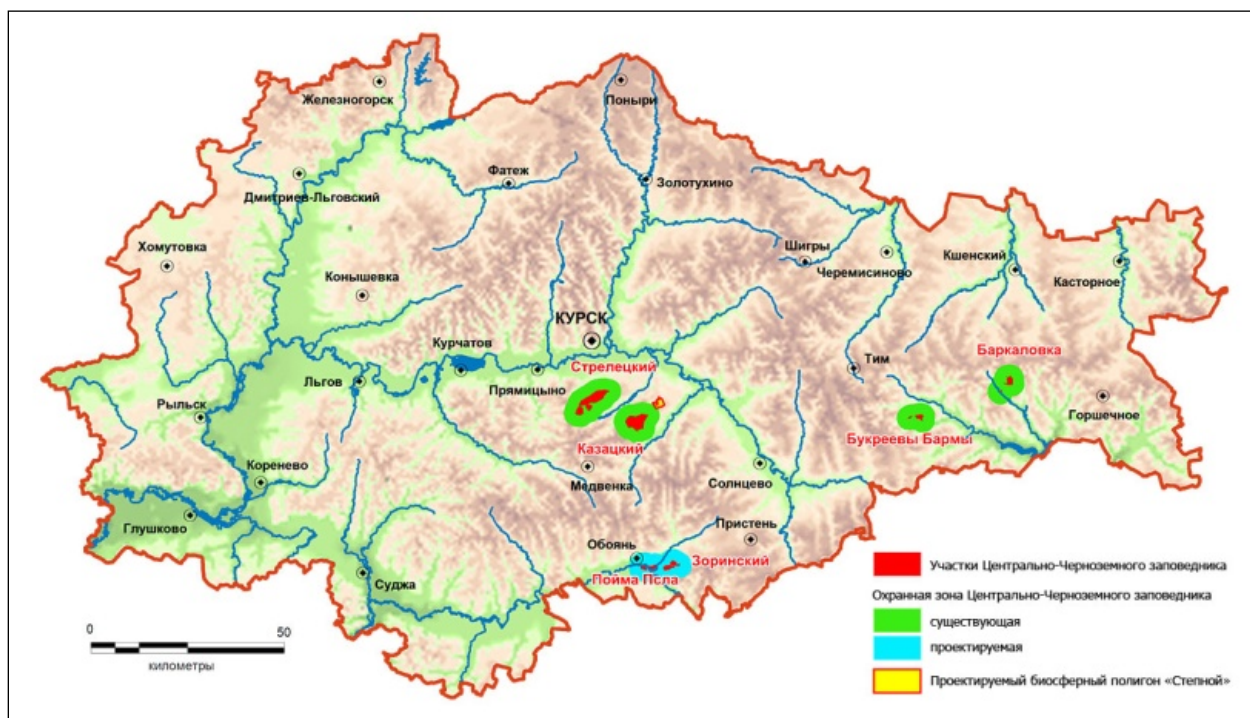 Железногорск
Поныри
Фатеж
Золотухино
Дмитриев-Льговский
Хомутовка
Конышевка
Шигры
Черемисиново
Кшенский
Касторное
КУРСК
Курчатов
Стрелецкий
Прямицыно
Льгов
Рыльск
Тим
Баркаловка
Горшечное
Букреевы Бармы
Казацкий
Медвенка
Солнцево
Коренево
Глушково
Пристень
Обоянь
Зоринский
Пойма Псла
Суджа
0 50
километры
Участки Центрально-Черноземного заповедника
Охранная зона Центрально-Черноземного заповедника
существующая
проектируемая
Проектируемый биосферный полигон «Степной»